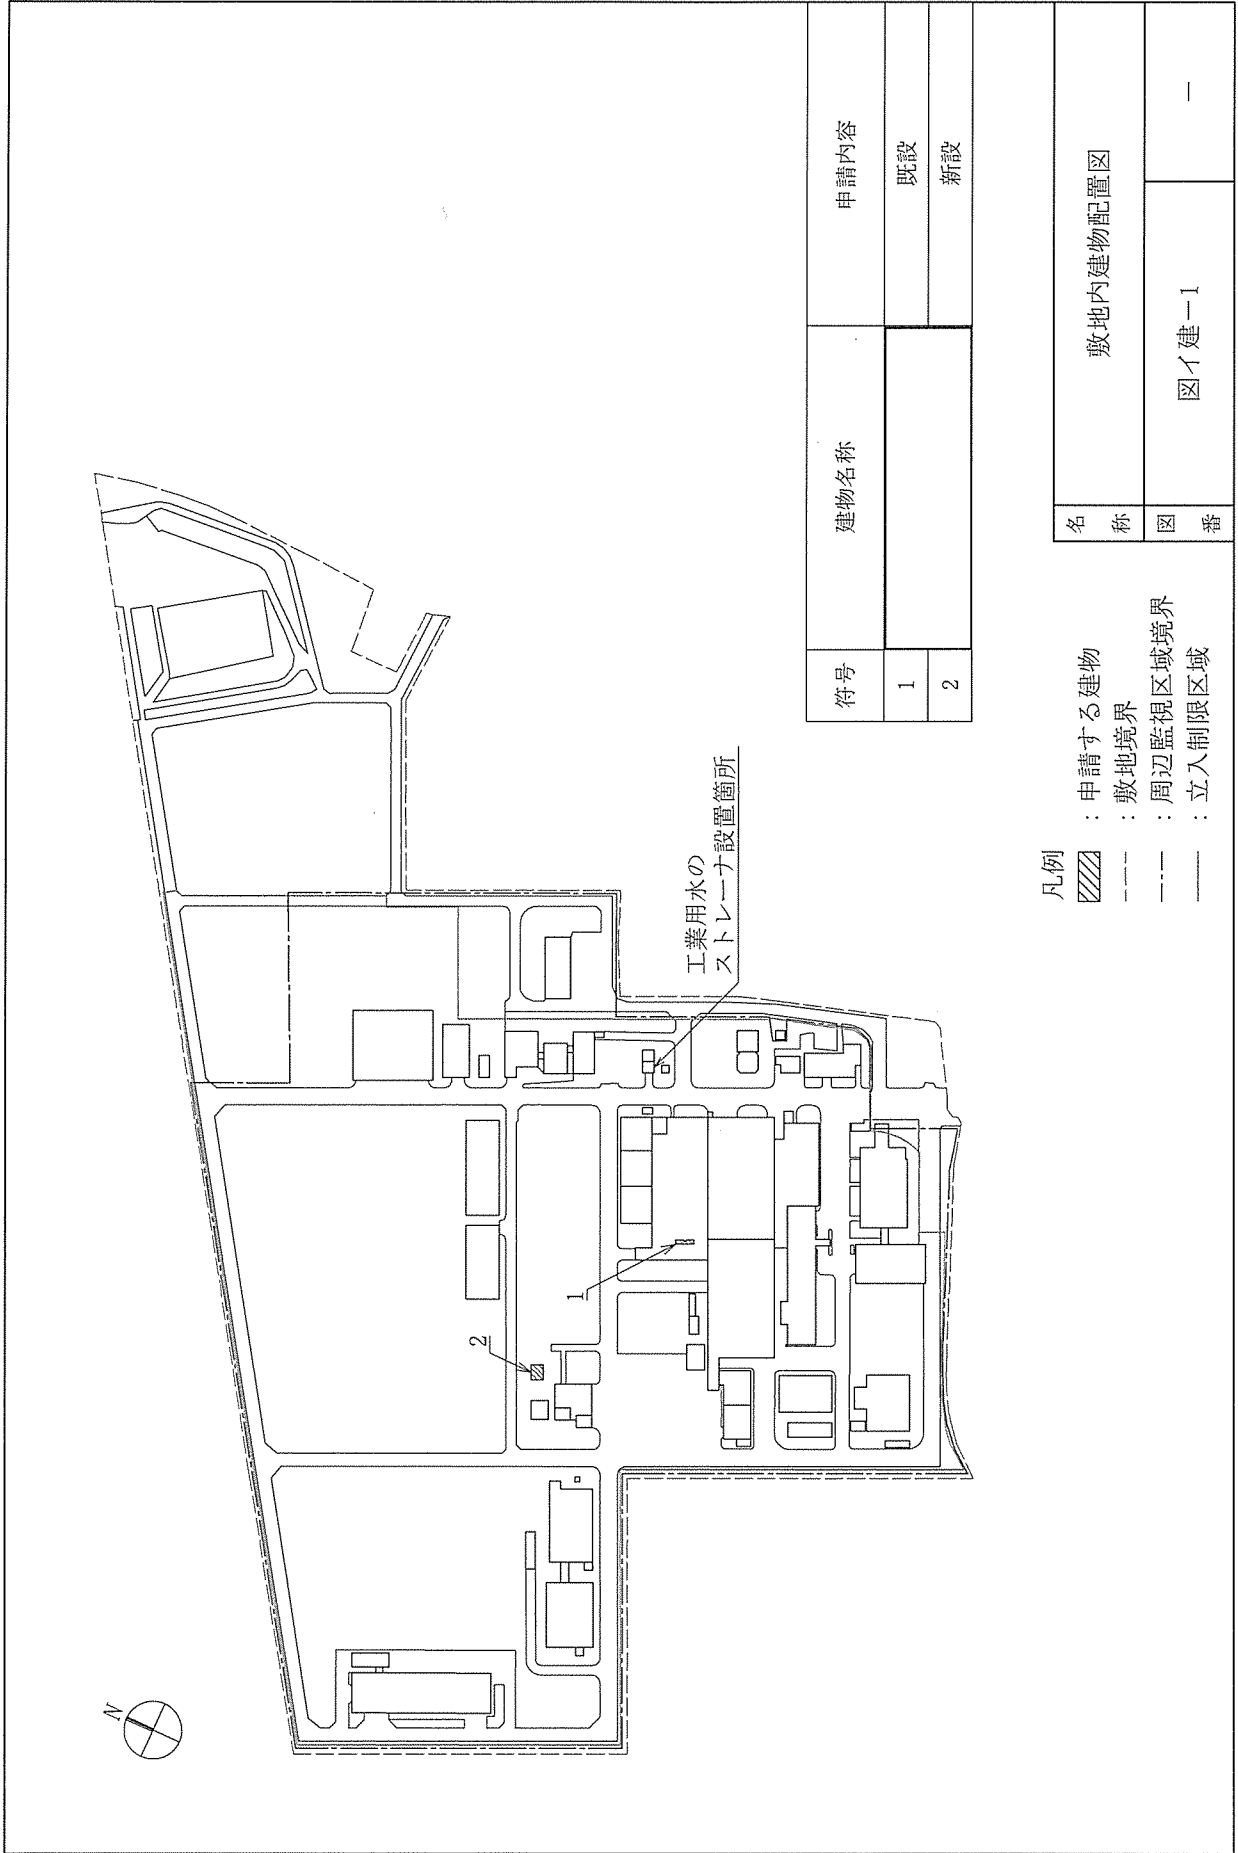 N
2
1
工業用水の
ストレーナ設置箇所
符号
建物名称
申請内容
1
既設
2
新設
凡例
：申請する建物
：敷地境界
：周辺監視区域境界
：立入制限区域
名称
敷地内建物配置図
図番
図イ建－1
－